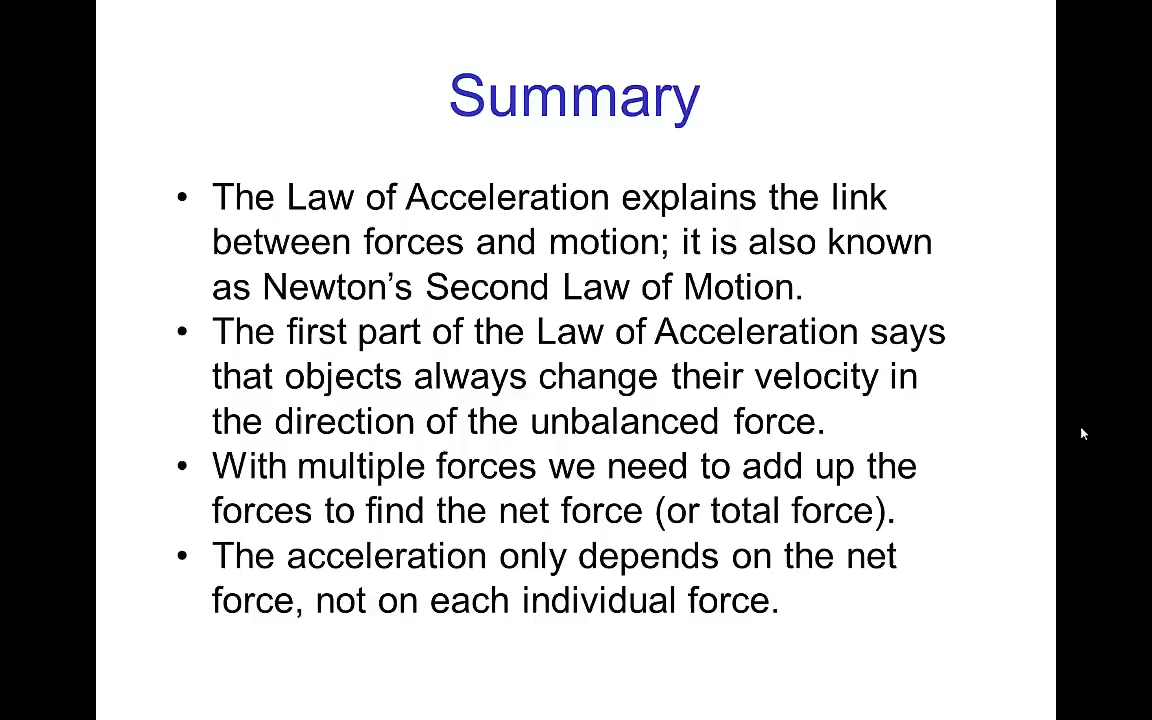 Summary
• The Law of Acceleration explains the link
between forces and motion; it is also known
as Newton’s Second Law of Motion.
• The first part of the Law of Acceleration says
that objects always change their velocity in
the direction of the unbalanced force.
• With multiple forces we need to add up the
forces to find the net force (or total force).
• The acceleration only depends on the net
force, not on each individual force.